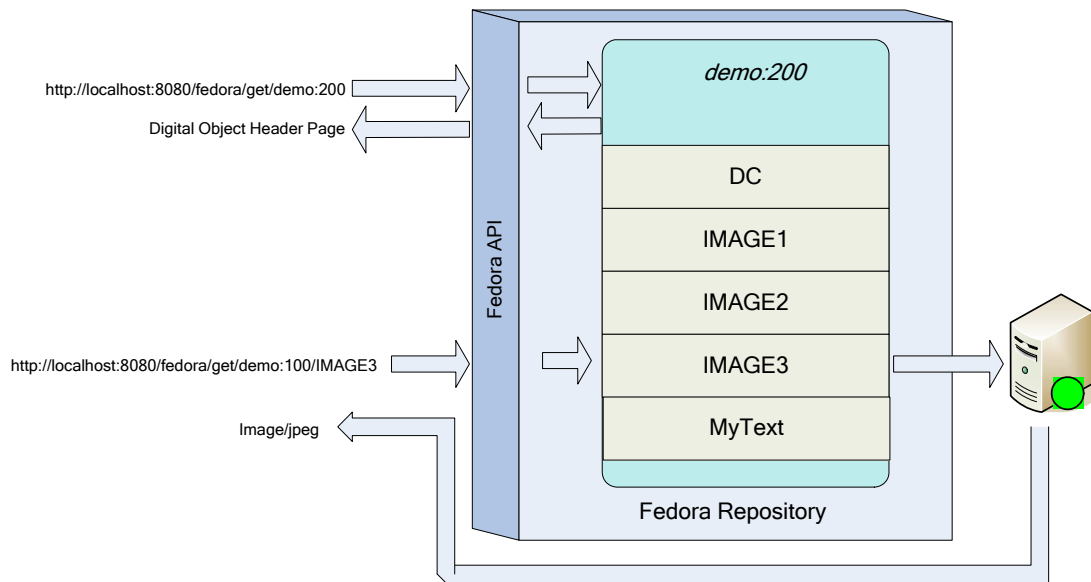 http://localhost:8080/fedora/get/demo:200
Digital Object Header Page
demo:200
DC
IMAGE1
IMAGE2
Fedora API
http://localhost:8080/fedora/get/demo:100/IMAGE3
IMAGE3
Image/jpeg
MyText
Fedora Repository